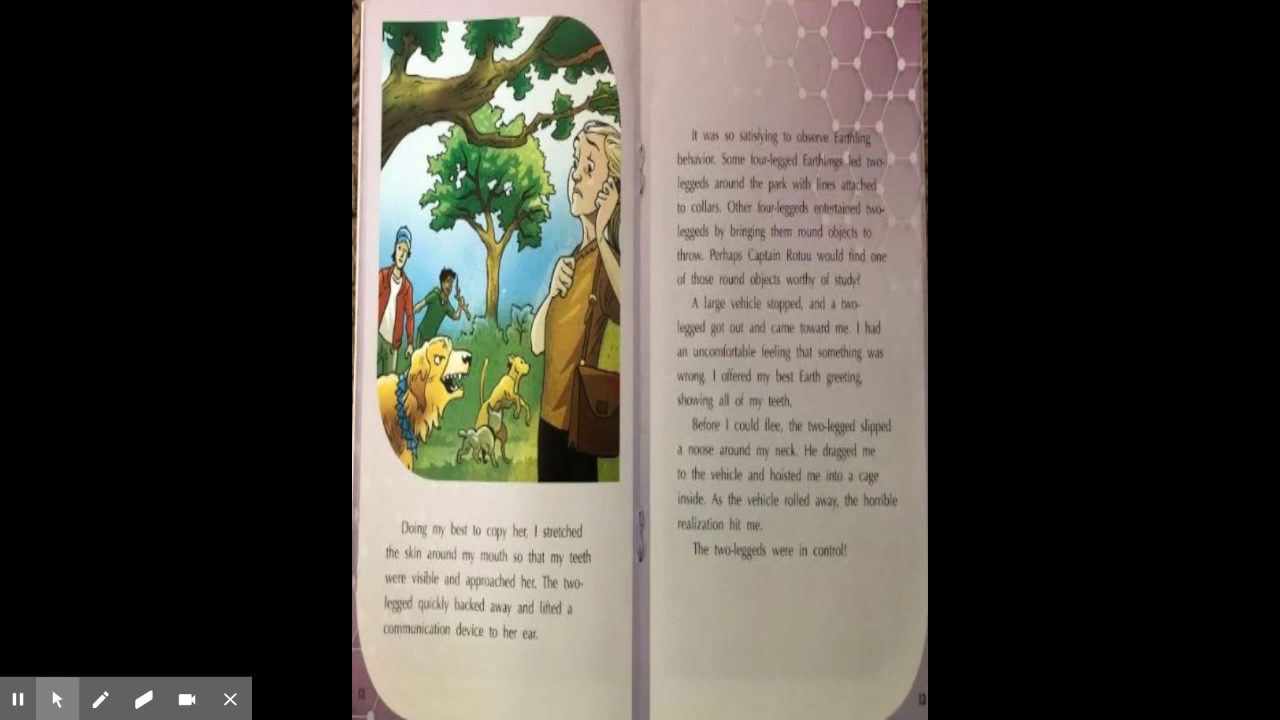 Doing my best to copy her, I stretched
the skin around my mouth so that my teeth
were visible and approached her. The two-
legged quickly backed away and lifted a
communication device to her ear.
12
It was so satisfying to observe Earthling
behavior. Some four-legged Earthlings led two-
leggeds around the park with lines attached
to collars. Other four-leggeds entertained two-
leggeds by bringing them round objects to
throw. Perhaps Captain Rotuu would find one
of those round objects worthy of study?
A large vehicle stopped, and a two-
legged got out and came toward me. I had
an uncomfortable feeling that something was
wrong. I offered my best Earth greeting,
showing all of my teeth.
Before I could flee, the two-legged slipped
a noose around my neck. He dragged me
to the vehicle and hoisted me into a cage
inside. As the vehicle rolled away, the horrible
realization hit me.
The two-leggeds were in control!
13